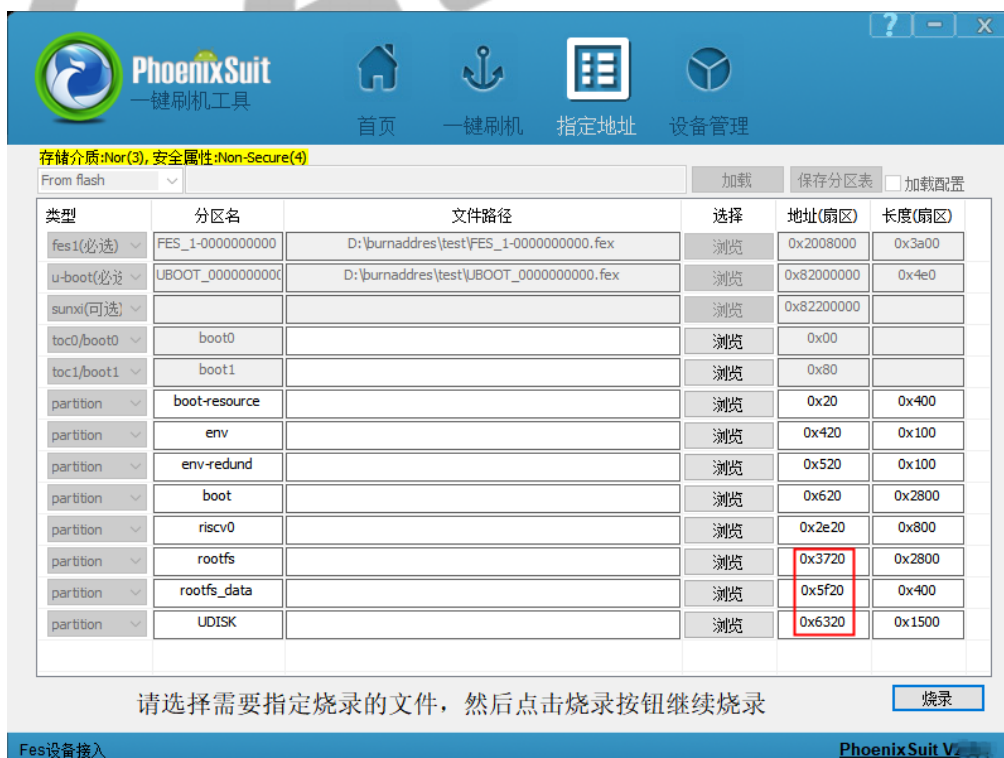 ? − X
PhoenixSuit
一键刷机工具
首页 一键刷机 指定地址 设备管理
存储介质:Nor(3),安全属性:Non-Secure(4)
From flash 加载 保存分区表 加载配置
类型 分区名 文件路径 选择 地址(扇区) 长度(扇区)
fes1(必选) FES_1-0000000000 D:\burnaddres\test\FES_1-0000000000.fex 浏览 0x2008000 0x3a00
u-boot(必选 UBOOT_0000000000 D:\burnaddres\test\UBOOT_0000000000.fex 浏览 0x82000000 0x4e0
sunxi(可选) 浏览 0x82200000
toc0/boot0 boot0 浏览 0x00
toc1/boot1 boot1 浏览 0x80
partition boot-resource 浏览 0x20 0x400
partition env 浏览 0x420 0x100
partition env-redund 浏览 0x520 0x100
partition boot 浏览 0x620 0x2800
partition riscv0 浏览 0x2e20 0x800
partition rootfs 浏览 0x3720 0x2800
partition rootfs_data 浏览 0x5f20 0x400
partition UDISK 浏览 0x6320 0x1500
请选择需要指定烧录的文件，然后点击烧录按钮继续烧录 烧录
Fes设备接入 PhoenixSuit